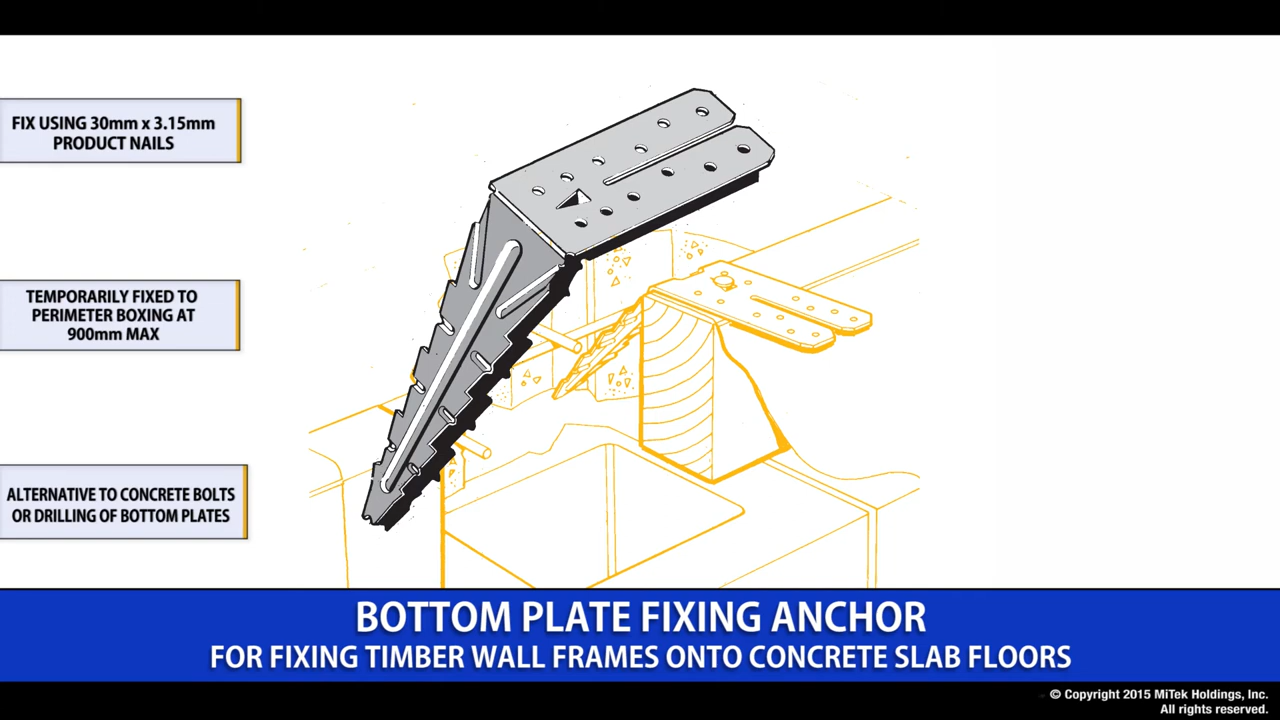 FIX USING 30mm x 3.15mm
PRODUCT NAILS
TEMPORARILY FIXED TO
PERIMETER BOXING AT
900mm MAX
ALTERNATIVE TO CONCRETE BOLTS
OR DRILLING OF BOTTOM PLATES
BOTTOM PLATE FIXING ANCHOR
FOR FIXING TIMBER WALL FRAMES ONTO CONCRETE SLAB FLOORS
© Copyright 2015 MiTek Holdings, Inc.
All rights reserved.